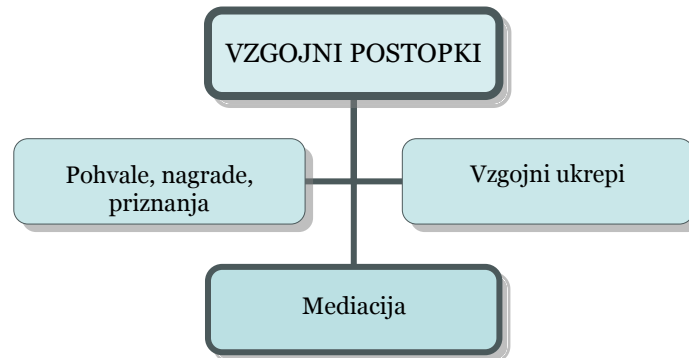 VZGOJNI POSTOPKI
Pohvale, nagrade,
priznanja
Vzgojni ukrepi
Mediacija